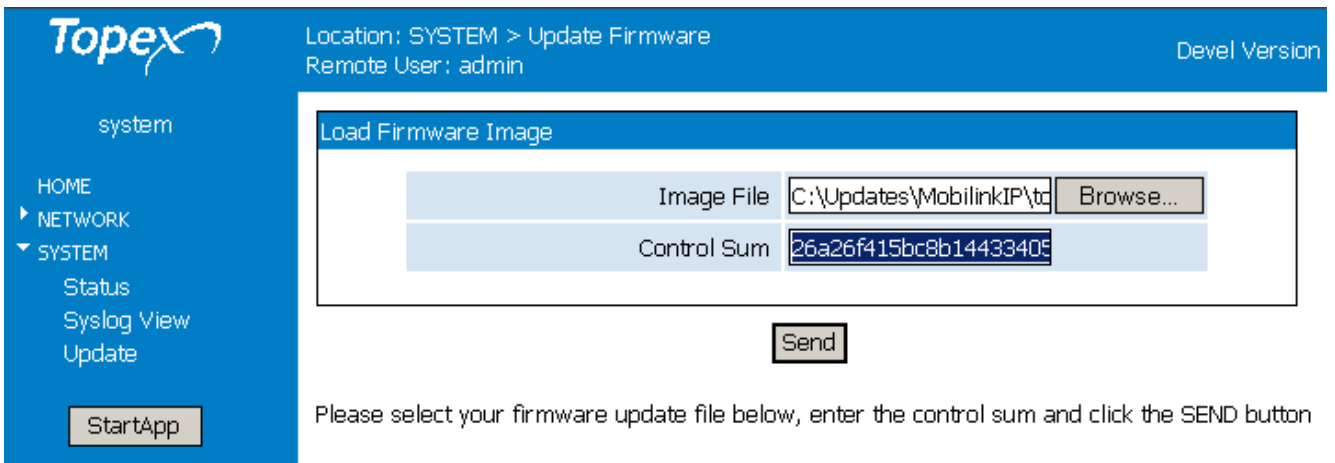 Topex
Location: SYSTEM > Update Firmware
Remote User: admin
Devel Version
system
HOME
NETWORK
SYSTEM
Status
Syslog View
Update
StartApp
Load Firmware Image
Image File C:\Updates\MobilinkIP\to Browse...
Control Sum 26a26f415bc8b14433405
Send
Please select your firmware update file below, enter the control sum and click the SEND button